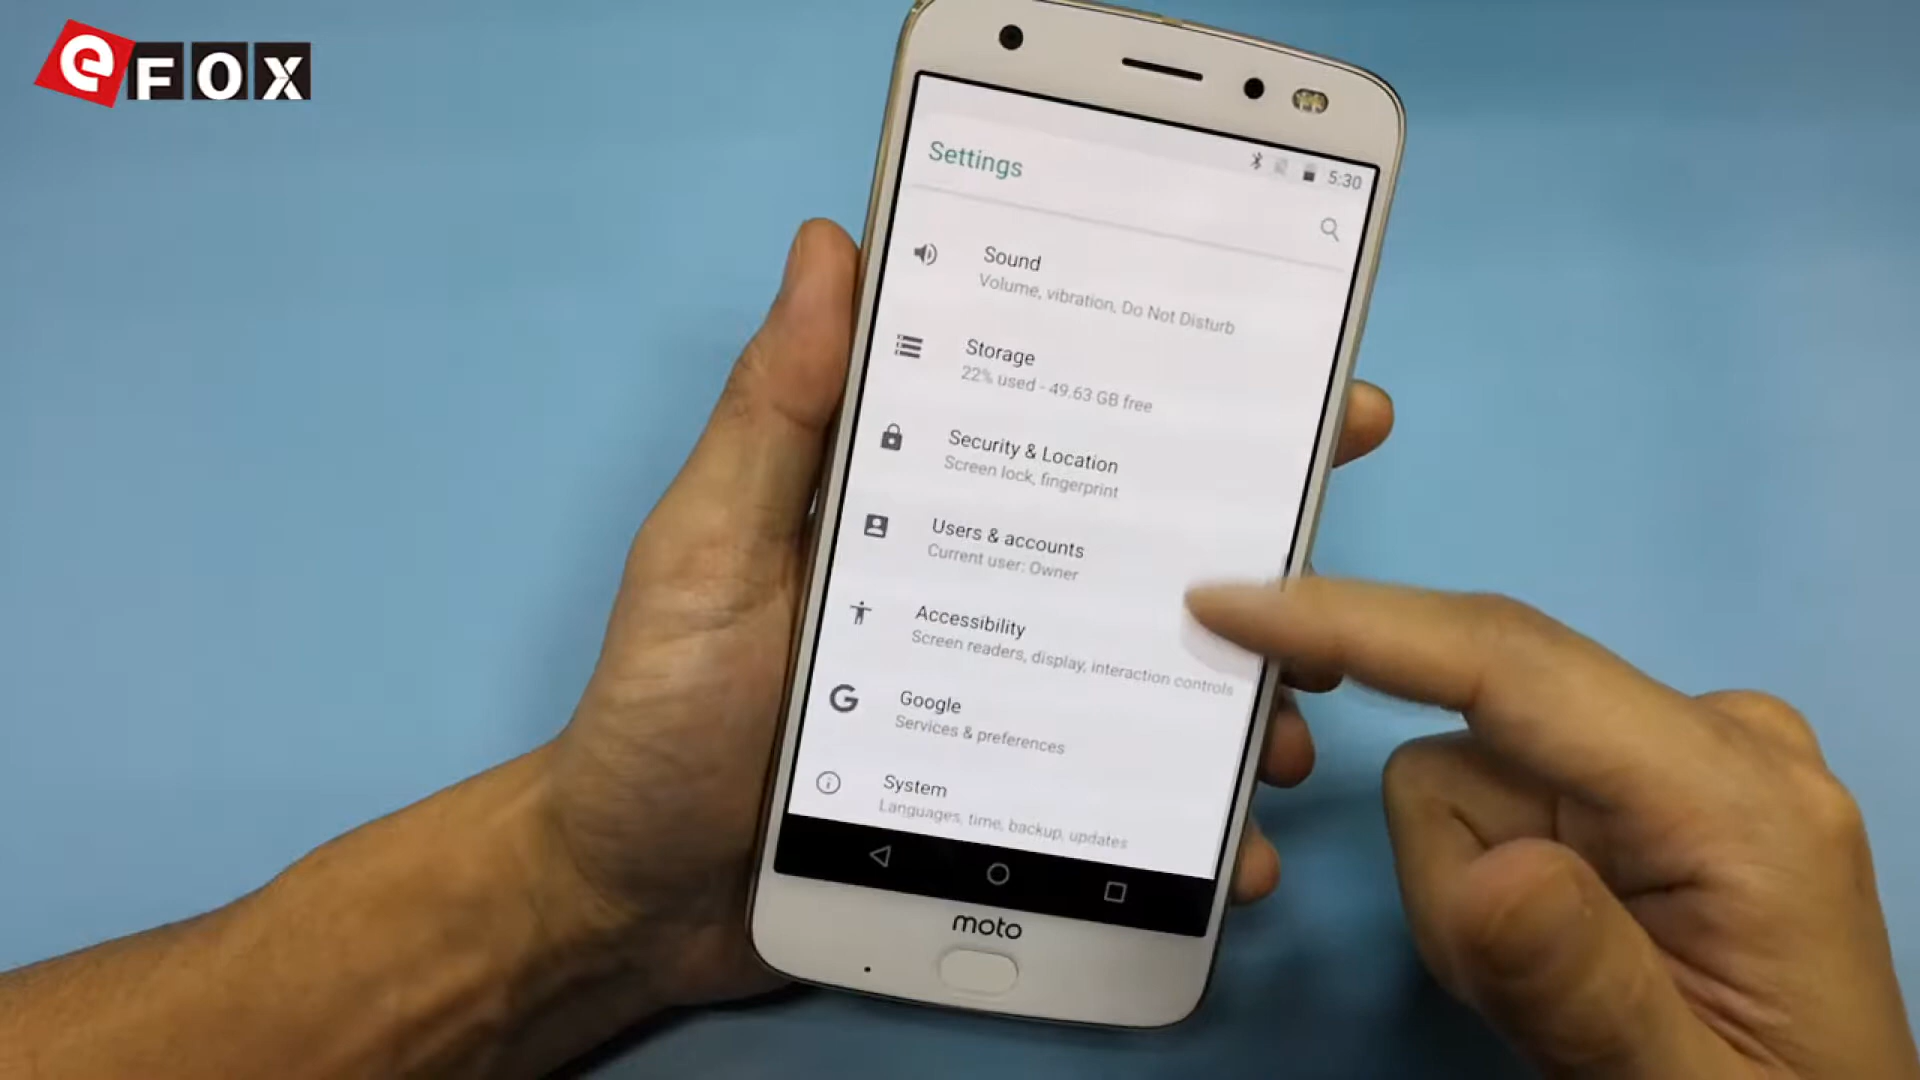 eFOX
5:30
Settings
Sound
Volume, vibration, Do Not Disturb
Storage
22% used - 49.63 GB free
Security & Location
Screen lock, fingerprint
Users & accounts
Current user: Owner
Accessibility
Screen readers, display, interaction controls
Google
Services & preferences
System
Languages, time, backup, updates
moto